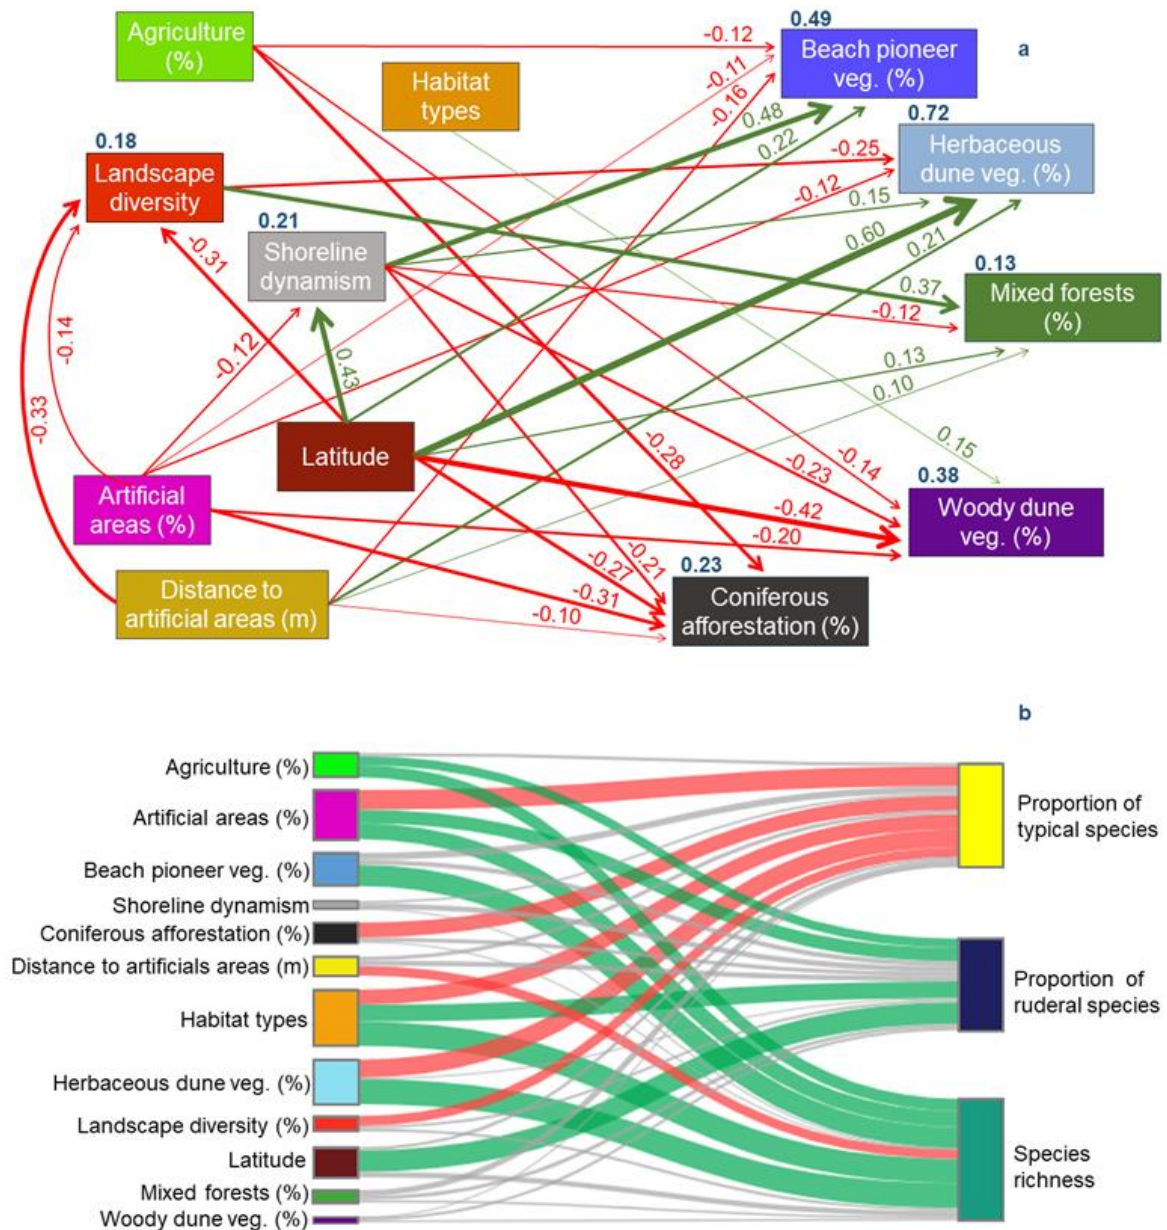 Agriculture
(%)
-0.12
0.49
Beach pioneer
veg. (%)
a
Habitat
types
-0.11
-0.16
0.48
0.22
0.72
Herbaceous
dune veg. (%)
0.18
Landscape
diversity
-0.25
-0.12
0.15
0.21
Shoreline
dynamism
-0.31
0.60
0.21
0.13
Mixed forests
(%)
0.37
-0.12
-0.14
-0.12
0.43
0.13
0.10
-0.33
Latitude
-0.28
-0.14
0.15
-0.23
0.38
Woody dune
veg. (%)
Artificial
areas (%)
-0.42
-0.20
-0.21
-0.27
-0.31
-0.10
Distance to
artificial areas (m)
0.23
Coniferous
afforestation (%)
b
Agriculture (%)
Artificial areas (%)
Beach pioneer veg. (%)
Shoreline dynamism
Coniferous afforestation (%)
Distance to artificials areas (m)
Habitat types
Herbaceous dune veg. (%)
Landscape diversity (%)
Latitude
Mixed forests (%)
Woody dune veg. (%)
Proportion of
typical species
Proportion of
ruderal species
Species
richness